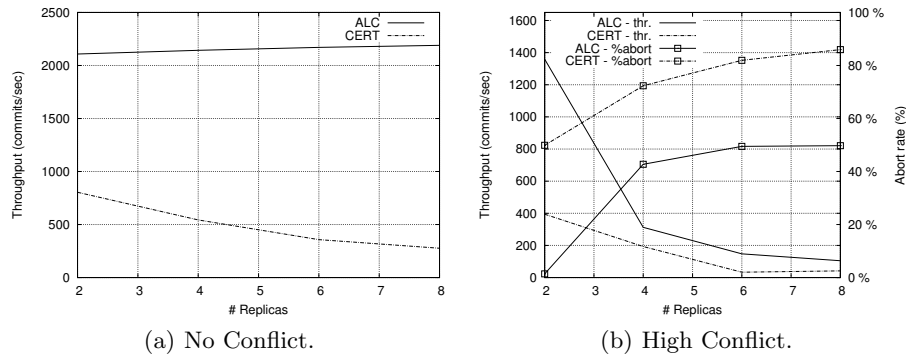 2500
2000
1500
1000
500
0
Throughput (commits/sec)
ALC
CERT
2 3 4 5 6 7 8
# Replicas
(a) No Conflict.
1600
1400
1200
1000
800
600
400
200
0
Throughput (commits/sec)
ALC - thr.
CERT - thr.
ALC - %abort
CERT - %abort
100 %
80 %
60 %
40 %
20 %
0 %
Abort rate (%)
2 3 4 5 6 7 8
# Replicas
(b) High Conflict.